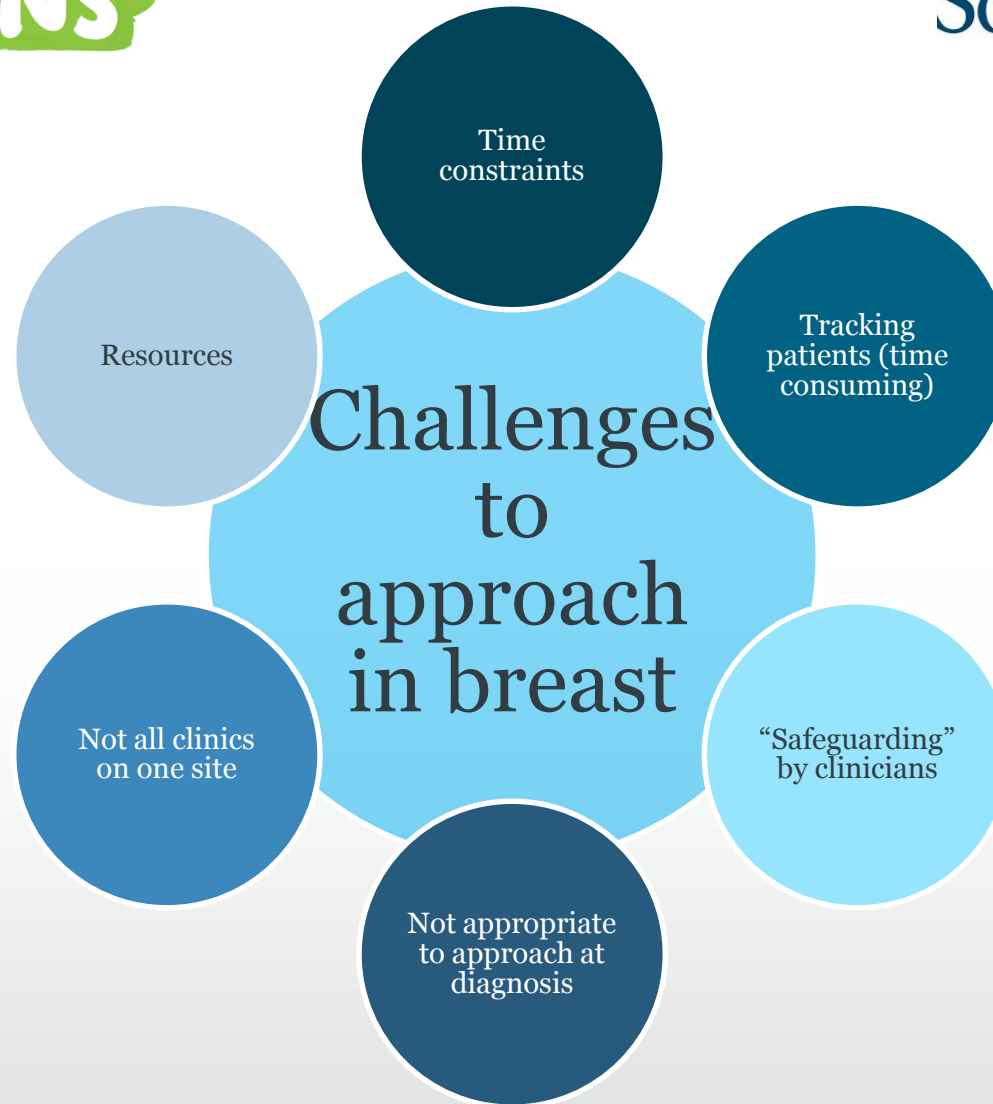 Time
constraints
Tracking
patients (time
consuming)
Resources
Challenges
to
approach
in breast
Not all clinics
on one site
“Safeguarding”
by clinicians
Not appropriate
to approach at
diagnosis